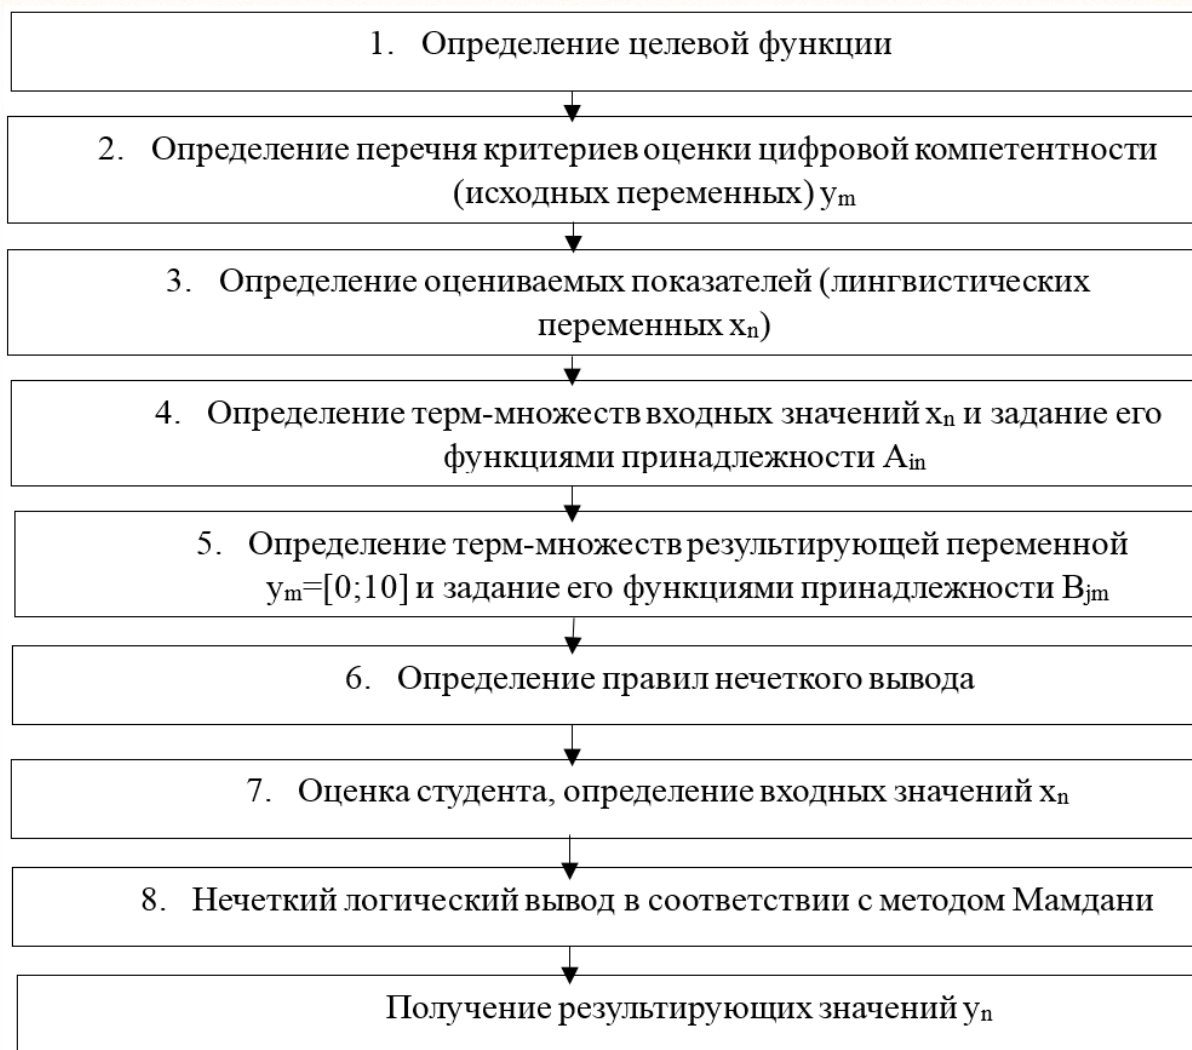 1. Определение целевой функции
2. Определение перечня критериев оценки цифровой компетентности
(исходных переменных) yₘ
3. Определение оцениваемых показателей (лингвистических
переменных xₙ)
4. Определение терм-множеств входных значений xₙ и задание его
функциями принадлежности Aᵢₙ
5. Определение терм-множеств результирующей переменной
yₘ=[0;10] и задание его функциями принадлежности Bⱼₘ
6. Определение правил нечеткого вывода
7. Оценка студента, определение входных значений xₙ
8. Нечеткий логический вывод в соответствии с методом Мамдани
Получение результирующих значений yₙ